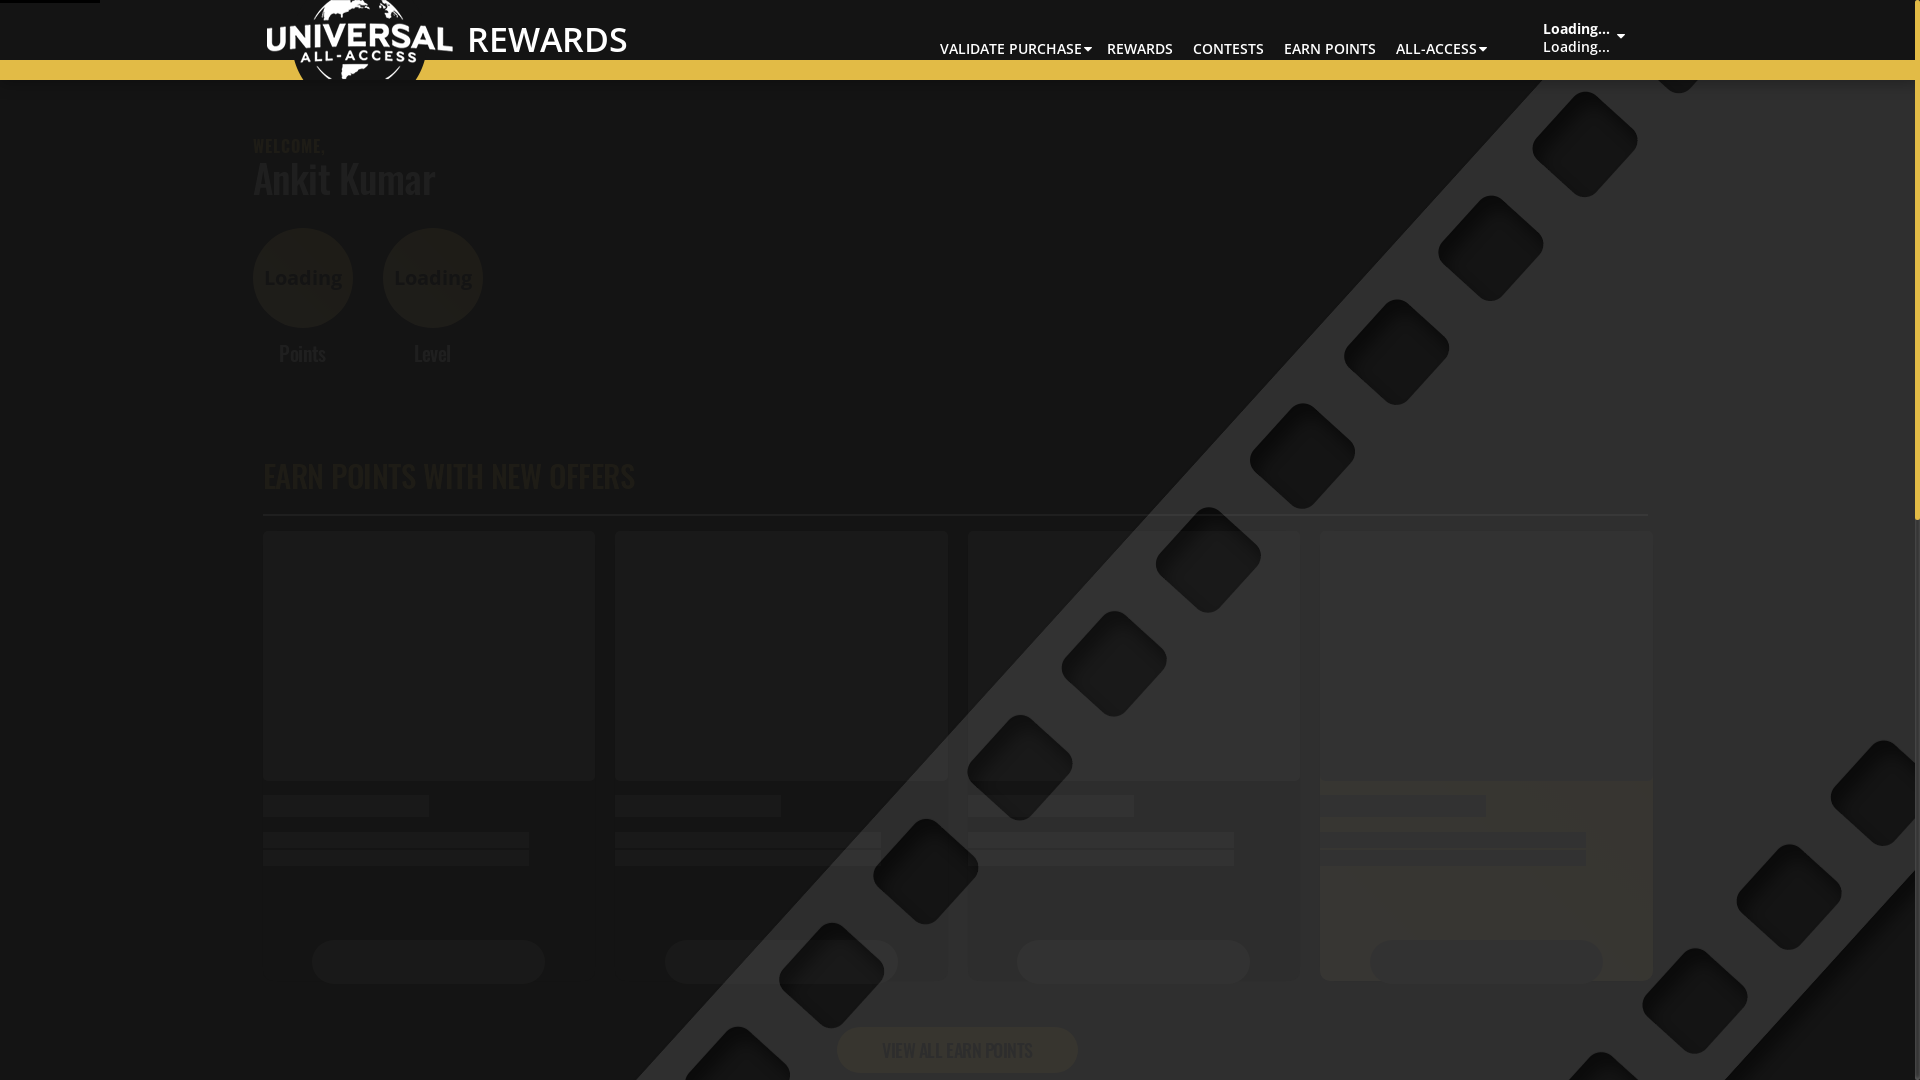 UNIVERSAL
ALL-ACCESS
REWARDS
VALIDATE PURCHASE
REWARDS
CONTESTS
EARN POINTS
ALL-ACCESS
Loading...
Loading...
WELCOME,
Ankit Kumar
Loading
Loading
Points
Level
EARN POINTS WITH NEW OFFERS
VIEW ALL EARN POINTS